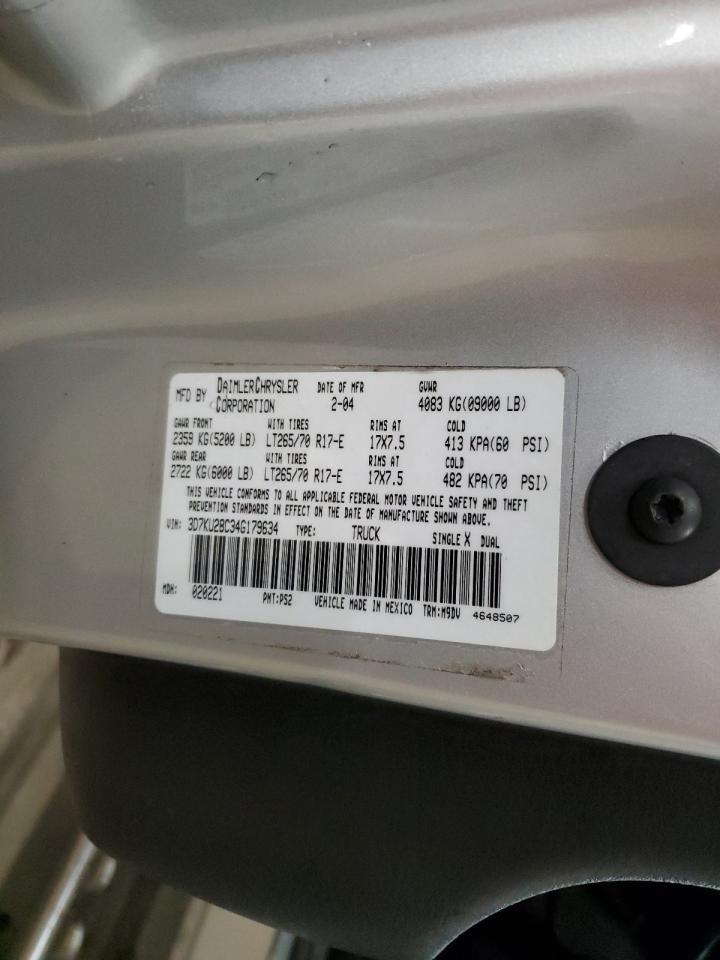 MFD BY DAIMLERCHRYSLER CORPORATION DATE OF MFR 2-04 GVWR 4083 KG(09000 LB)
GAWR FRONT WITH TIRES RIMS AT COLD
2359 KG(5200 LB) LT265/70 R17-E 17X7.5 413 KPA(60 PSI)
GAWR REAR WITH TIRES RIMS AT COLD
2722 KG(6000 LB) LT265/70 R17-E 17X7.5 482 KPA(70 PSI)
THIS VEHICLE CONFORMS TO ALL APPLICABLE FEDERAL MOTOR VEHICLE SAFETY AND THEFT
PREVENTION STANDARDS IN EFFECT ON THE DATE OF MANUFACTURE SHOWN ABOVE.
VIN: 3D7KU28C34G179634 TYPE: TRUCK SINGLE X DUAL
MDH: 020221 PNT:PS2 VEHICLE MADE IN MEXICO TRM:M9DV 4648507